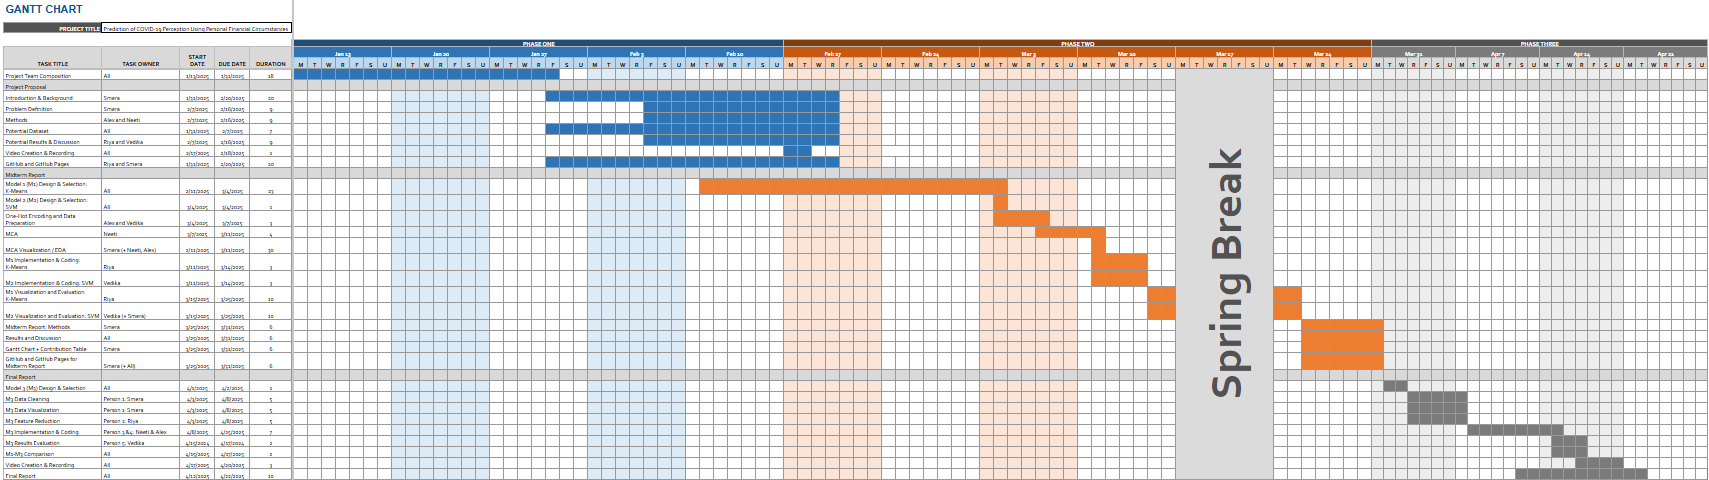 GANTT CHART
PROJECT TITLE Prediction of COVID-19 Perception Using Personal Financial Circumstances
PHASE ONE PHASE TWO PHASE THREE
Jan 13 Jan 20 Jan 27 Feb 3 Feb 10 Feb 17 Feb 24 Mar 3 Mar 10 Mar 17 Mar 24 Mar 31 Apr 7 Apr 14 Apr 21
TASK TITLE TASK OWNER START DATE DUE DATE DURATION
M T W R F S U M T W R F S U M T W R F S U M T W R F S U M T W R F S U M T W R F S U M T W R F S U M T W R F S U M T W R F S U M T W R F S U M T W R F S U M T W R F S U M T W R F S U M T W R F S U M T W R F S U
Project Team Composition All 1/13/2025 1/31/2025 18
Project Proposal
Introduction & Background Smera 1/31/2025 2/20/2025 20
Problem Definition Smera 2/7/2025 2/16/2025 9
Methods Alex and Neeti 2/7/2025 2/16/2025 9
Potential Dataset All 1/31/2025 2/7/2025 7
Potential Results & Discussion Riya and Vedika 2/7/2025 2/16/2025 9
Video Creation & Recording All 2/17/2025 2/18/2025 1
GitHub and GitHub Pages Riya and Smera 1/31/2025 2/20/2025 20
Midterm Report
Model 1 (M1) Design & Selection: K-Means All 2/11/2025 3/4/2025 23
Model 2 (M2) Design & Selection: SVM All 3/4/2025 3/4/2025 1
One-Hot Encoding and Data Preparation Alex and Vedika 3/4/2025 3/7/2025 3
MCA Neeti 3/7/2025 3/11/2025 4
MCA Visualization / EDA Smera (+ Neeti, Alex) 2/11/2025 3/11/2025 30
M1 Implementation & Coding: K-Means Riya 3/11/2025 3/14/2025 3
M2 Implementation & Coding: SVM Vedika 3/11/2025 3/14/2025 3
M1 Visualization and Evaluation: K-Means Riya 3/15/2025 3/25/2025 10
M2 Visualization and Evaluation: SVM Vedika (+ Smera) 3/15/2025 3/25/2025 10
Midterm Report: Methods Smera 3/25/2025 3/31/2025 6
Results and Discussion All 3/25/2025 3/31/2025 6
Gantt Chart + Contribution Table Smera 3/25/2025 3/31/2025 6
GitHub and GitHub Pages for Midterm Report Smera (+ All) 3/25/2025 3/31/2025 6
Final Report
Model 3 (M3) Design & Selection All 4/1/2025 4/2/2025 1
M3 Data Cleaning Person 1: Smera 4/3/2025 4/8/2025 5
M3 Data Visualization Person 1: Smera 4/3/2025 4/8/2025 5
M3 Feature Reduction Person 2: Riya 4/3/2025 4/8/2025 5
M3 Implementation & Coding Person 3 &4: Neeti & Alex 4/8/2025 4/15/2025 7
M3 Results Evaluation Person 5: Vedika 4/15/2024 4/17/2024 2
M1-M3 Comparison All 4/15/2025 4/17/2025 2
Video Creation & Recording All 4/17/2025 4/20/2025 3
Final Report All 4/12/2025 4/22/2025 10
Spring Break